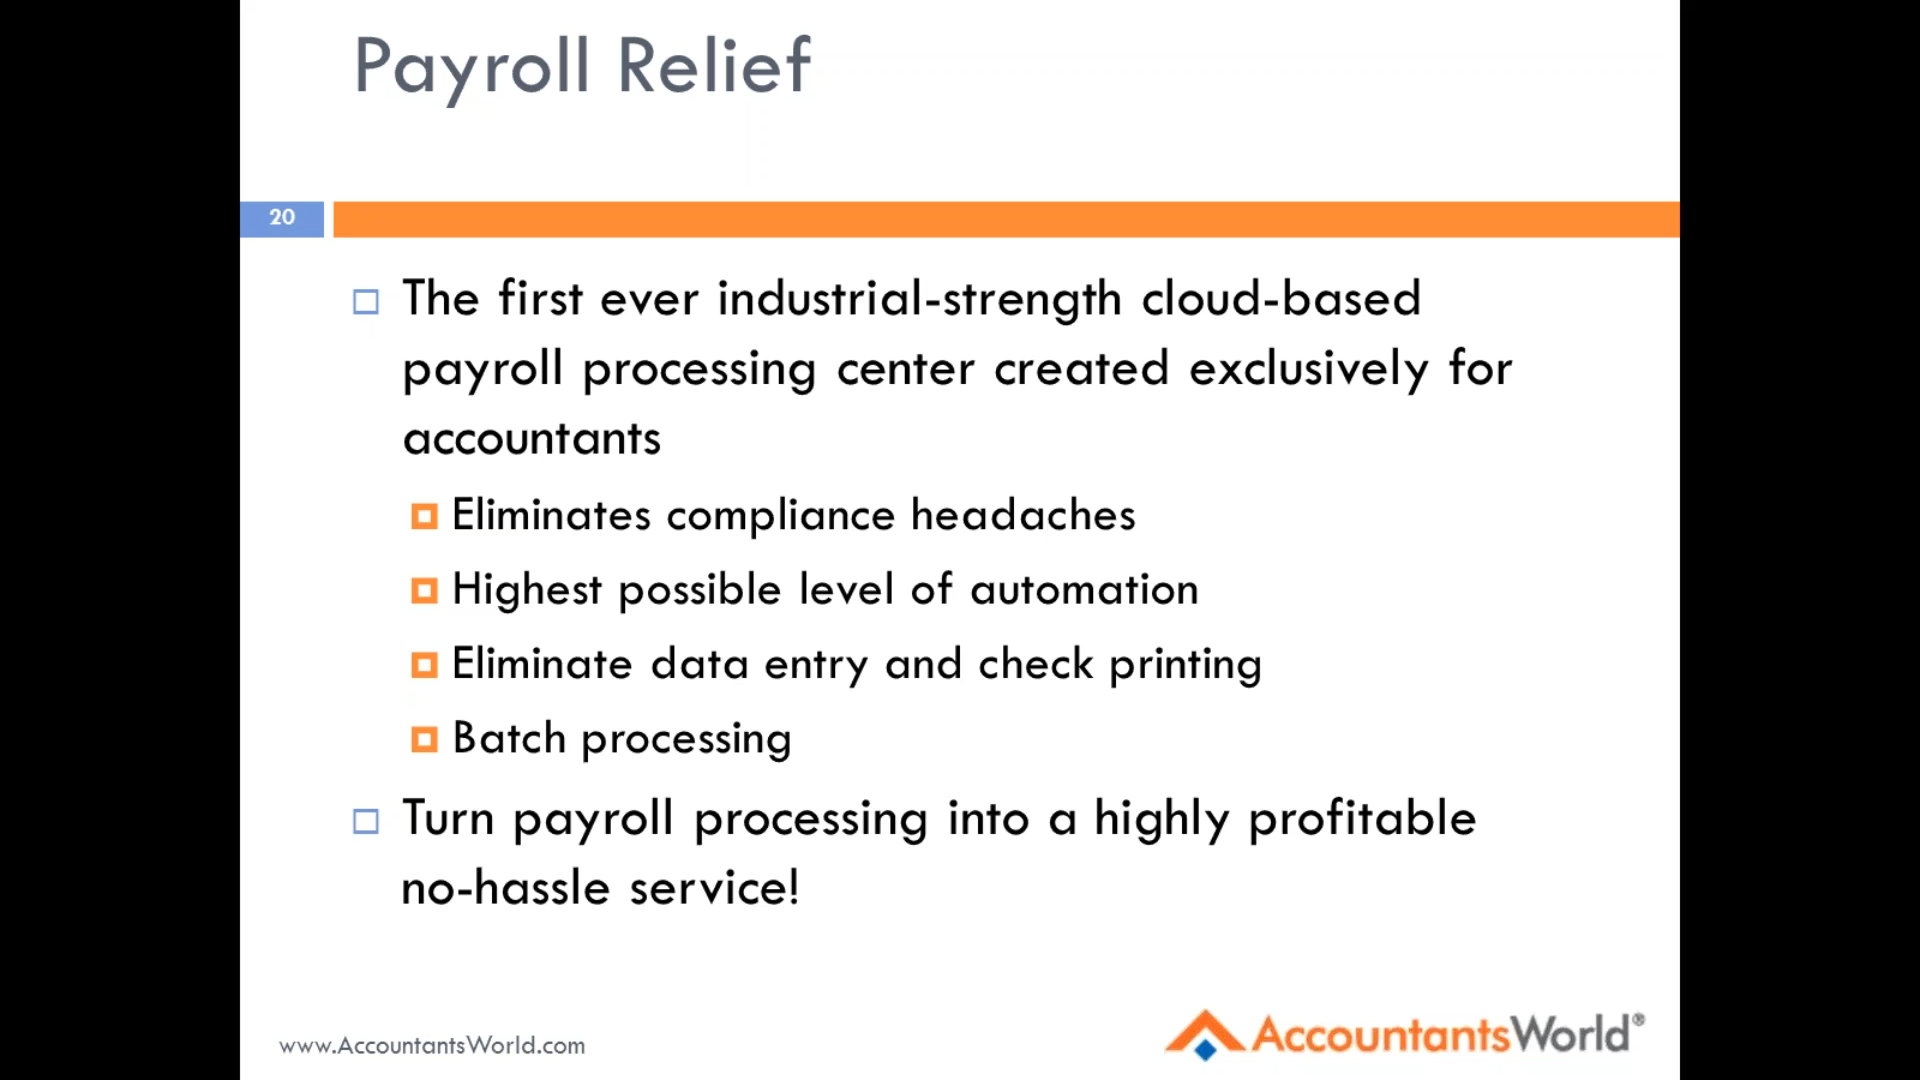 Payroll Relief
20
The first ever industrial-strength cloud-based
payroll processing center created exclusively for
accountants
Eliminates compliance headaches
Highest possible level of automation
Eliminate data entry and check printing
Batch processing
Turn payroll processing into a highly profitable
no-hassle service!
www.AccountantsWorld.com
AccountantsWorld®